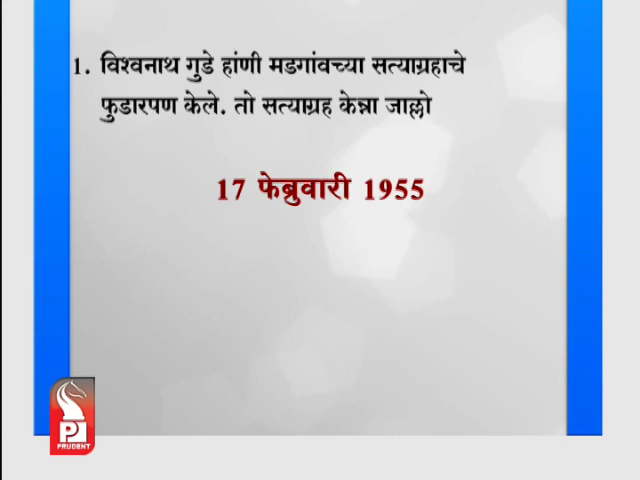 1. विश्वनाथ गुडे हांणी मडगांवच्या सत्याग्रहाचे
फुडारपण केले. तो सत्याग्रह केन्ना जाल्लो
17 फेब्रुवारी 1955
PRUDENT